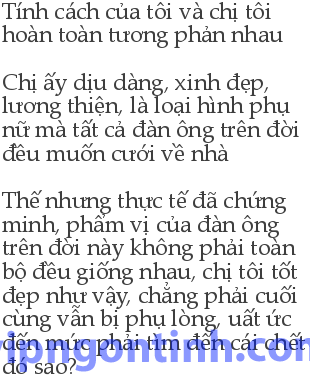 Tính cách của tôi và chị tôi
hoàn toàn tương phản nhau
Chị ấy dịu dàng, xinh đẹp,
lương thiện, là loại hình phụ
nữ mà tất cả đàn ông trên đời
đều muốn cưới về nhà
Thế nhưng thực tế đã chứng
minh, phẩm vị của đàn ông
trên đời này không phải toàn
bộ đều giống nhau, chị tôi tốt
đẹp như vậy, chẳng phải cuối
cùng vẫn bị phụ lòng, uất ức
đến mức phải tìm đến cái chết
đó sao?